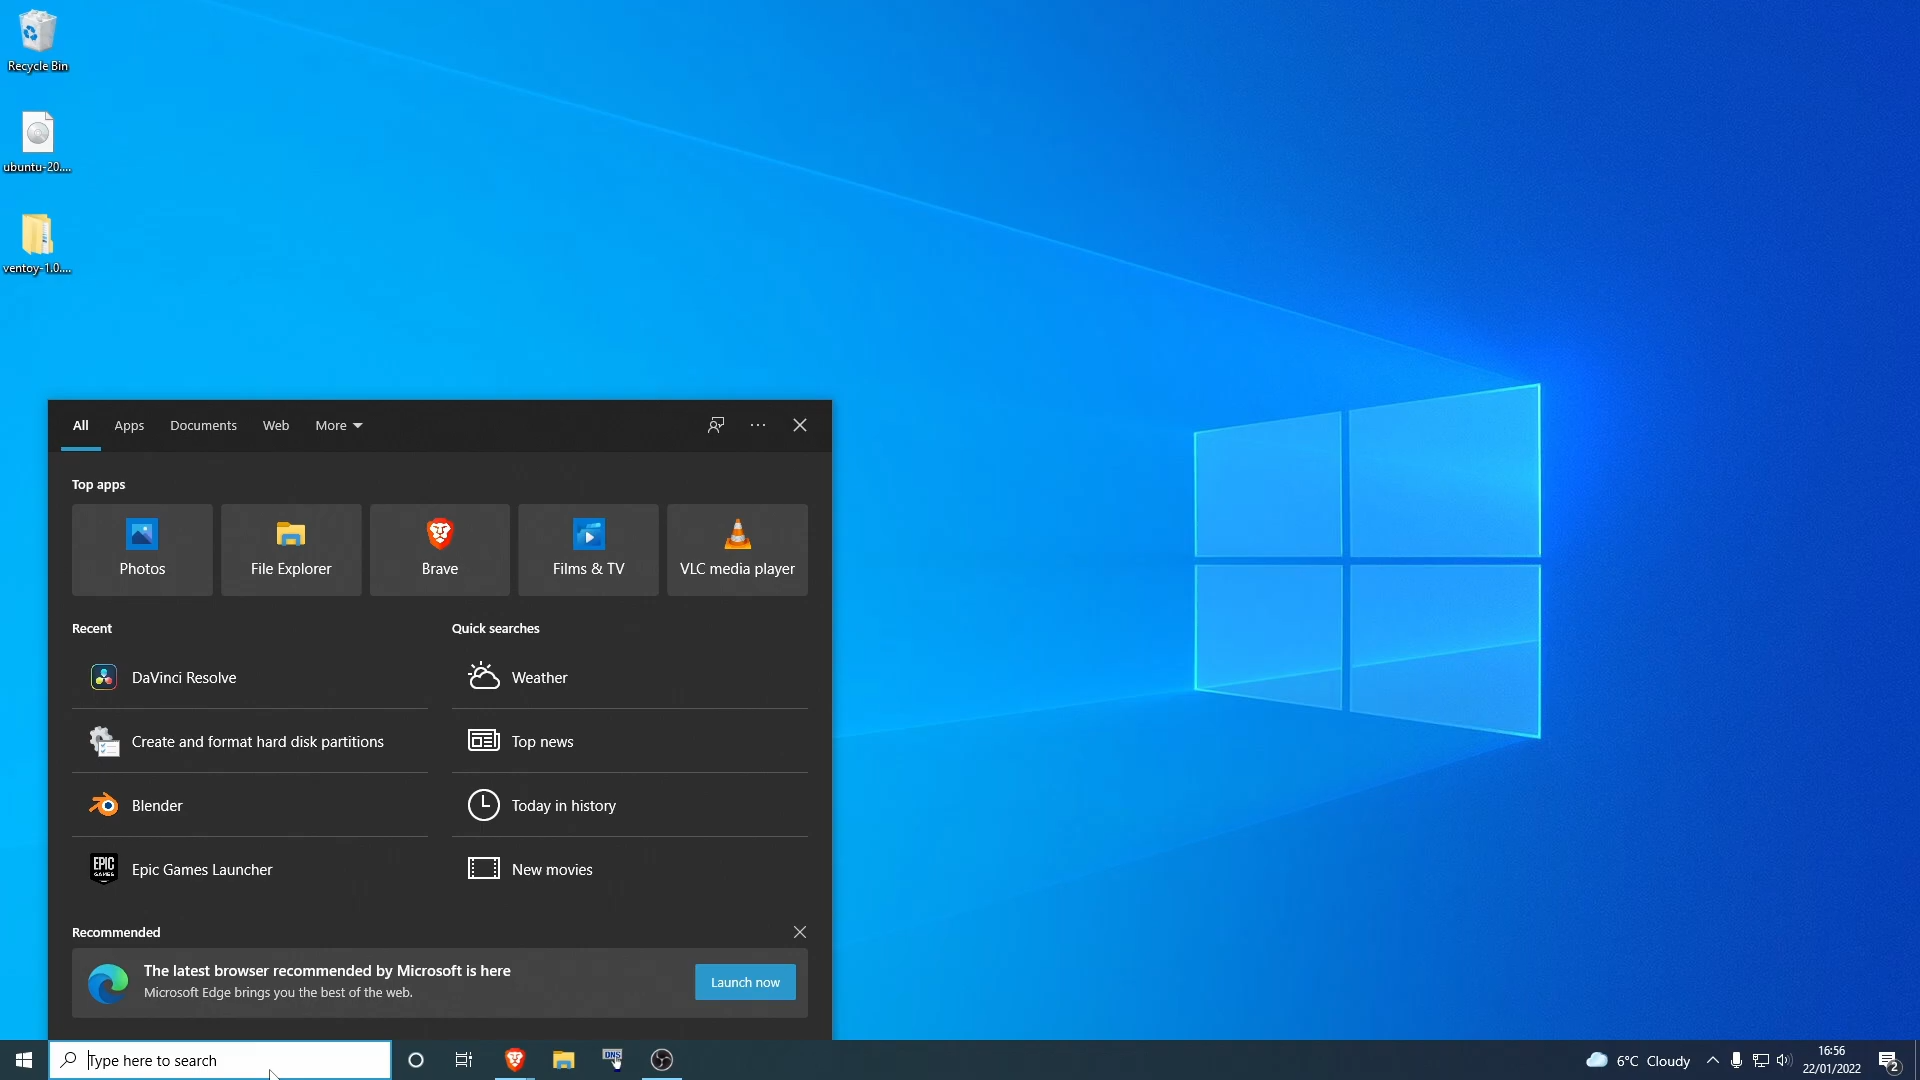 Recycle Bin
ubuntu-20....
ventoy-1.0....
All Apps Documents Web More
Top apps
Photos File Explorer Brave Films & TV VLC media player
Recent Quick searches
DaVinci Resolve Weather
Create and format hard disk partitions Top news
Blender Today in history
EPIC GAMES Epic Games Launcher New movies
Recommended
The latest browser recommended by Microsoft is here
Microsoft Edge brings you the best of the web.
Launch now
Type here to search
DNS
6°C Cloudy
16:56
22/01/2022
2